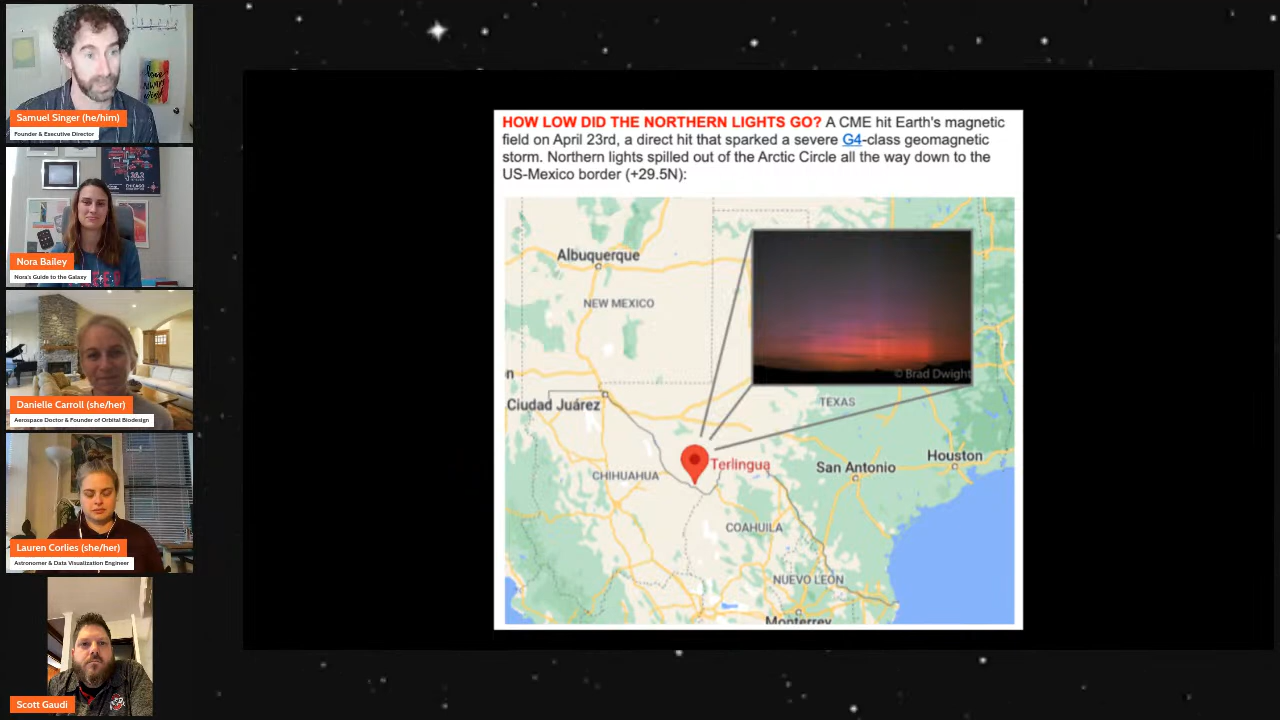 Samuel Singer (he/him)
Founder & Executive Director
Nora Bailey
Nora's Guide to the Galaxy
Danielle Carroll (she/her)
Aerospace Doctor & Founder of Orbital Biodesign
Lauren Corlies (she/her)
Astronomer & Data Visualization Engineer
Scott Gaudi
HOW LOW DID THE NORTHERN LIGHTS GO? A CME hit Earth's magnetic
field on April 23rd, a direct hit that sparked a severe G4-class geomagnetic
storm. Northern lights spilled out of the Arctic Circle all the way down to the
US-Mexico border (+29.5N):
Albuquerque
NEW MEXICO
n
© Brad Dwight
Ciudad Juárez
TEXAS
Houston
Terlingua
San Antonio
CHIHUAHUA
COAHUILA
NUEVO LEON
Monterrey